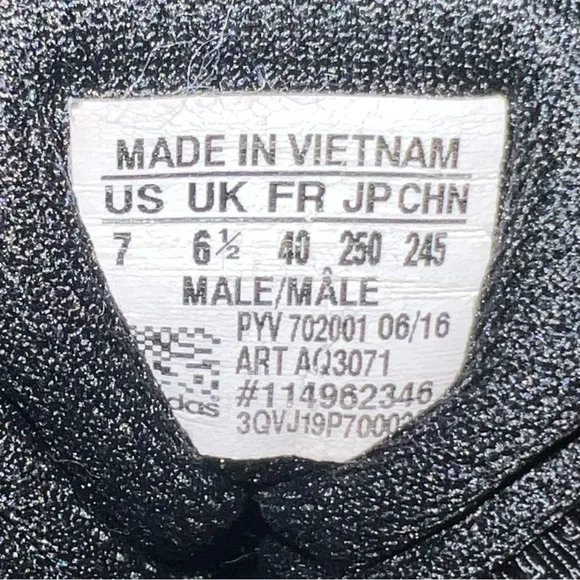 MADE IN VIETNAM
US UK FR JP CHN
7 6½ 40 250 245
MALE/MÂLE
PYV 702001 06/16
ART AQ3071
#114962346